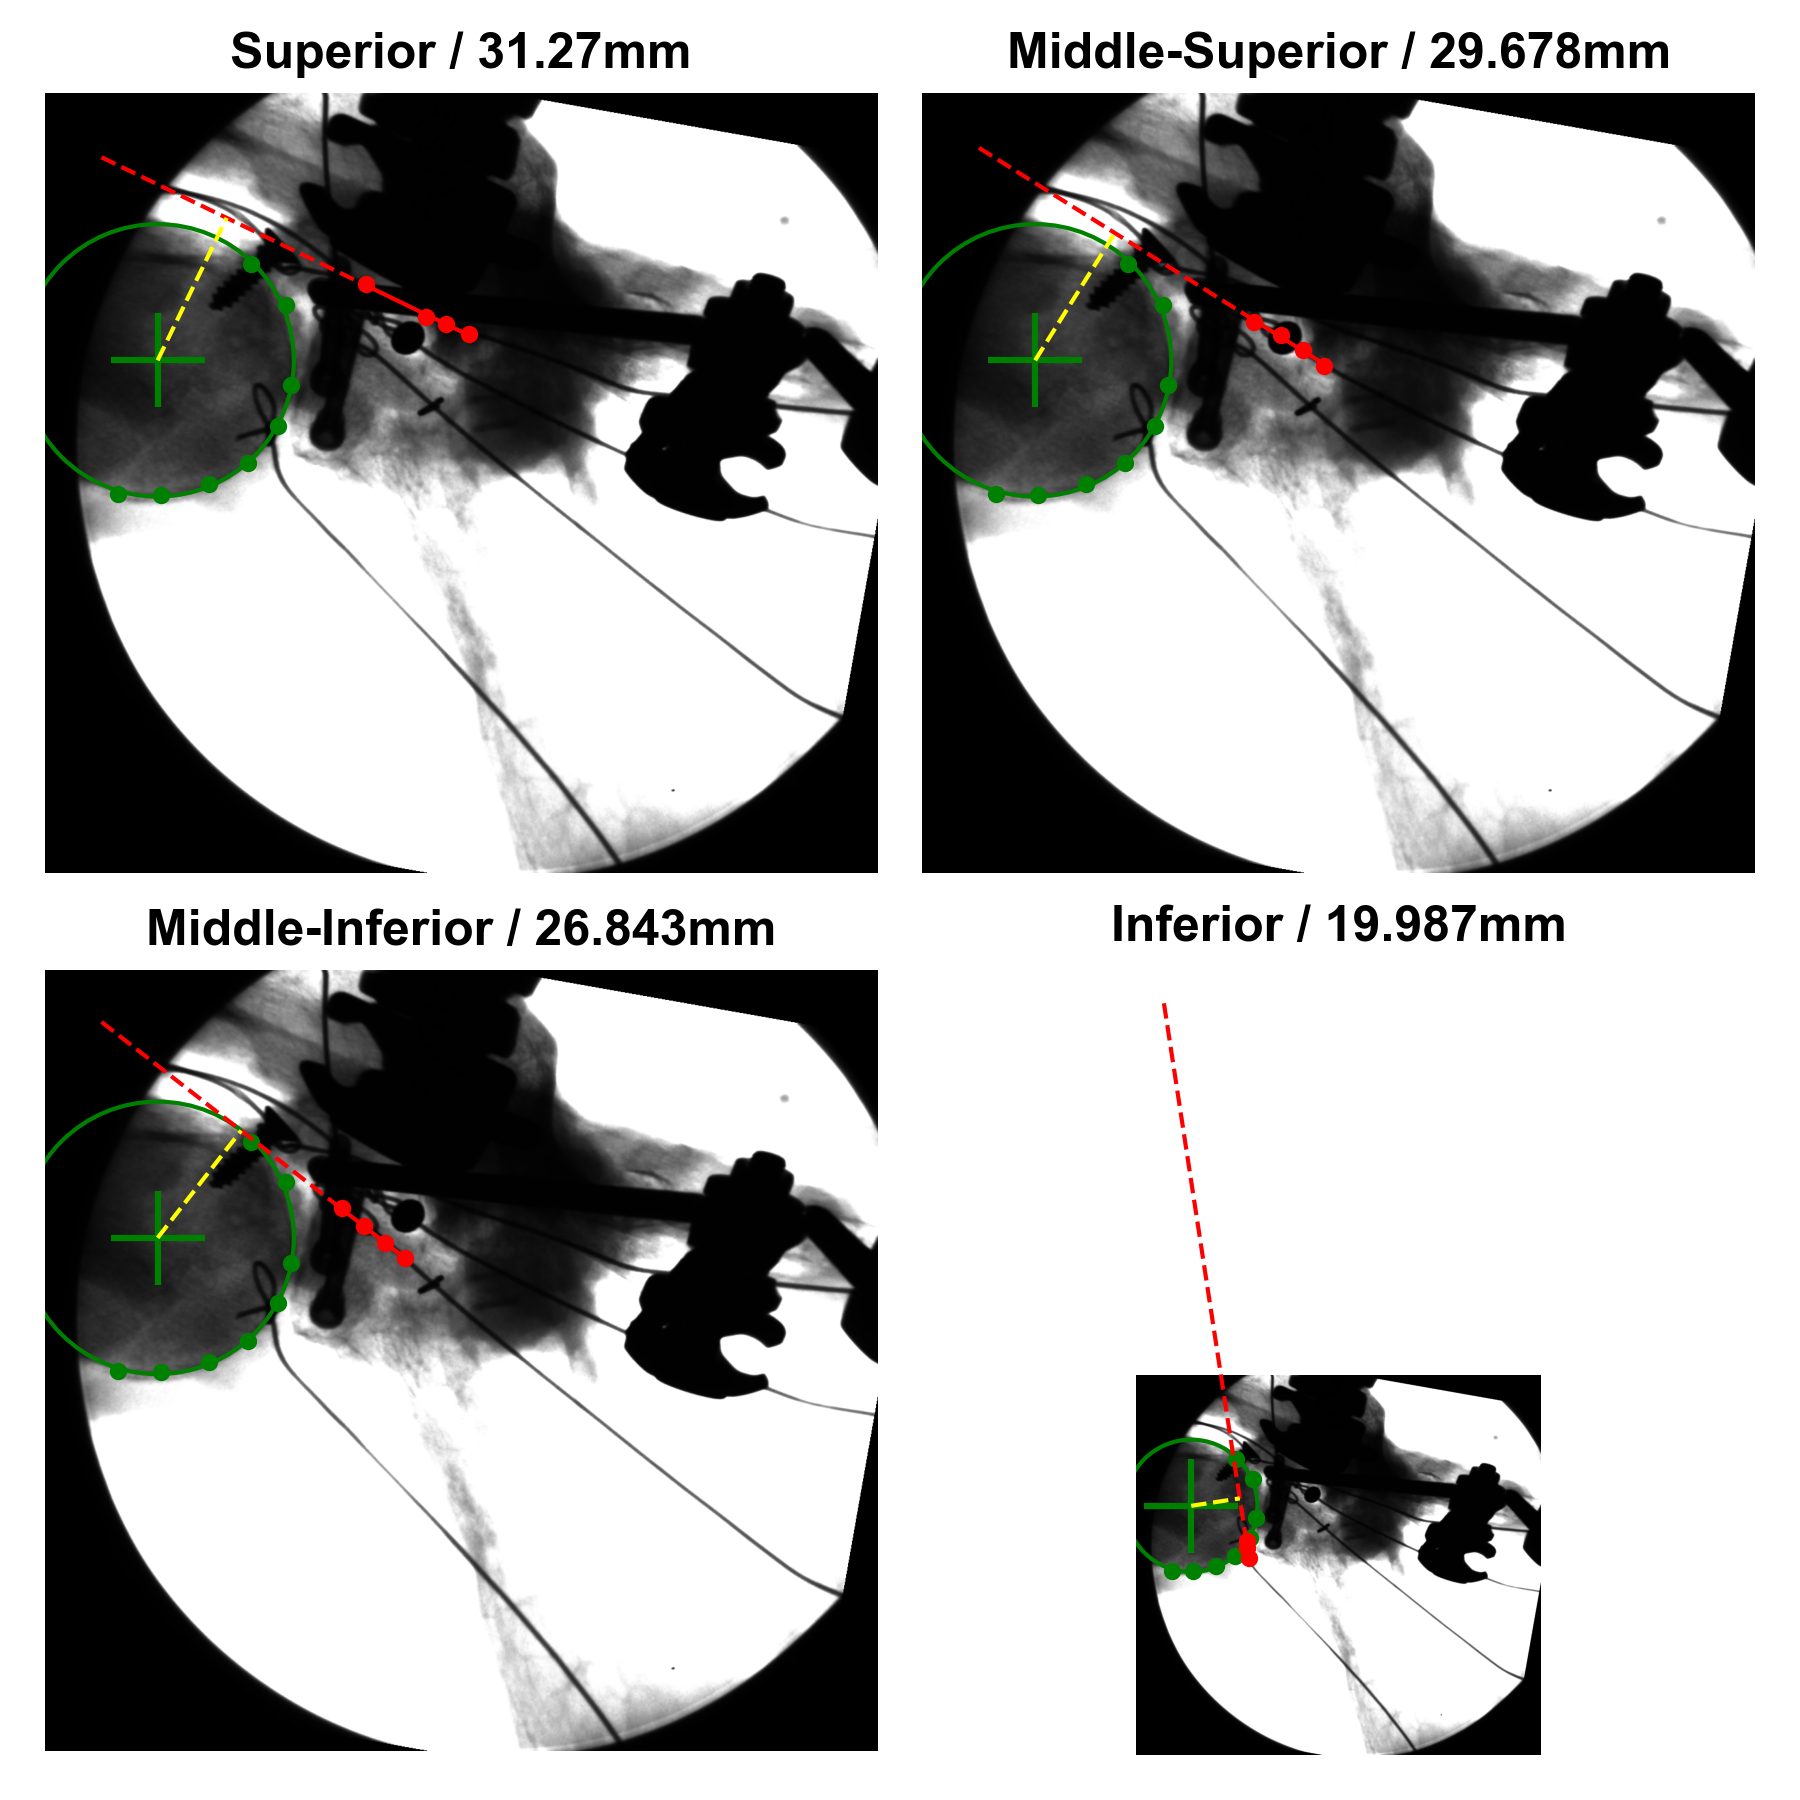 Superior / 31.27mm
Middle-Superior / 29.678mm
Middle-Inferior / 26.843mm
Inferior / 19.987mm